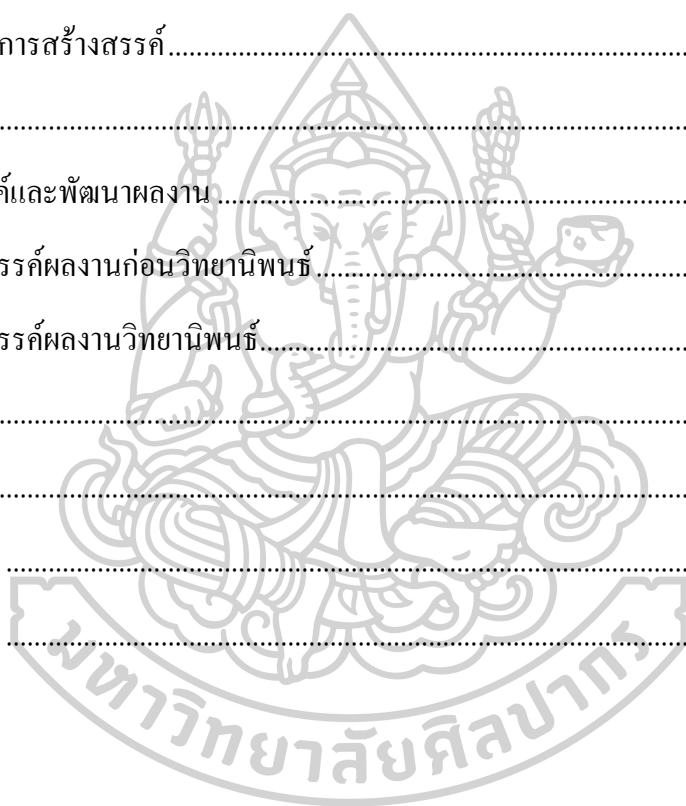 การสร้างสรรค์................................................................................
................................................................................
์และพัฒนาผลงาน................................................................................
รรค์ผลงานก่อนวิทยานิพนธ์................................................................................
รรค์ผลงานวิทยานิพนธ์................................................................................
................................................................................
................................................................................
................................................................................
................................................................................
มหาวิทยาลัยศิลปากร